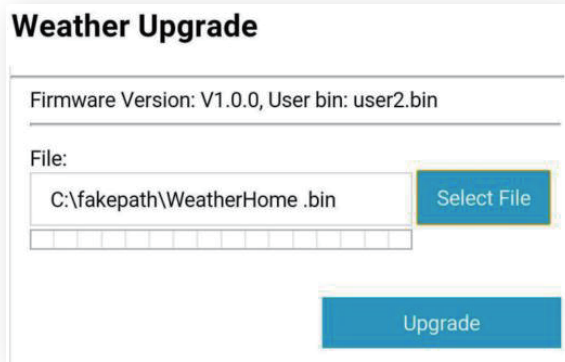 Weather Upgrade
Firmware Version: V1.0.0, User bin: user2.bin
File:
C:\fakepath\WeatherHome .bin
Select File
Upgrade